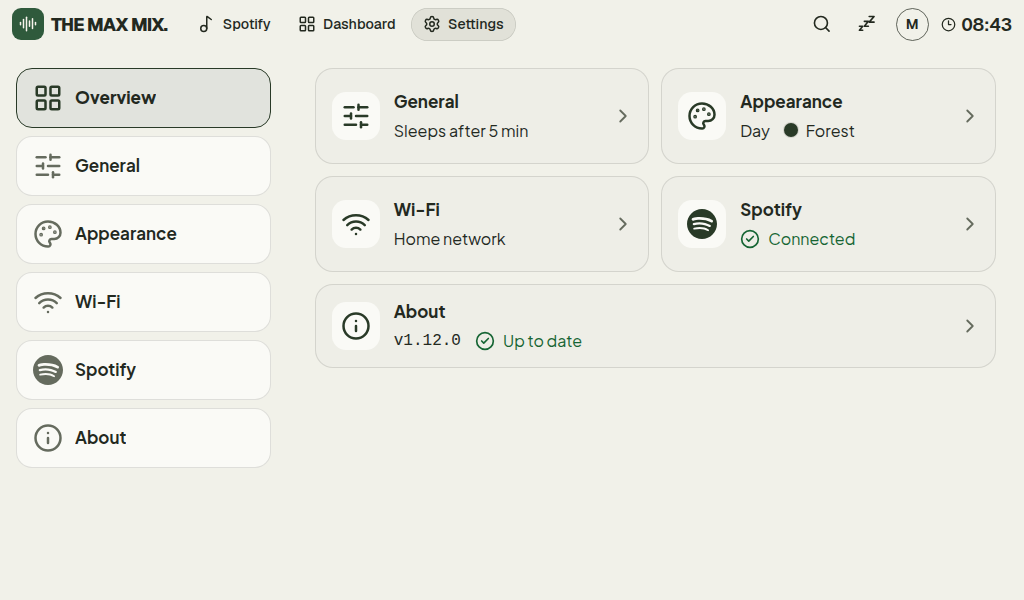 THE MAX MIX.
Spotify
Dashboard
Settings
M
08:43
Overview
General
Appearance
Wi-Fi
Spotify
About
General
Sleeps after 5 min
Appearance
Day Forest
Wi-Fi
Home network
Spotify
Connected
About
v1.12.0 Up to date